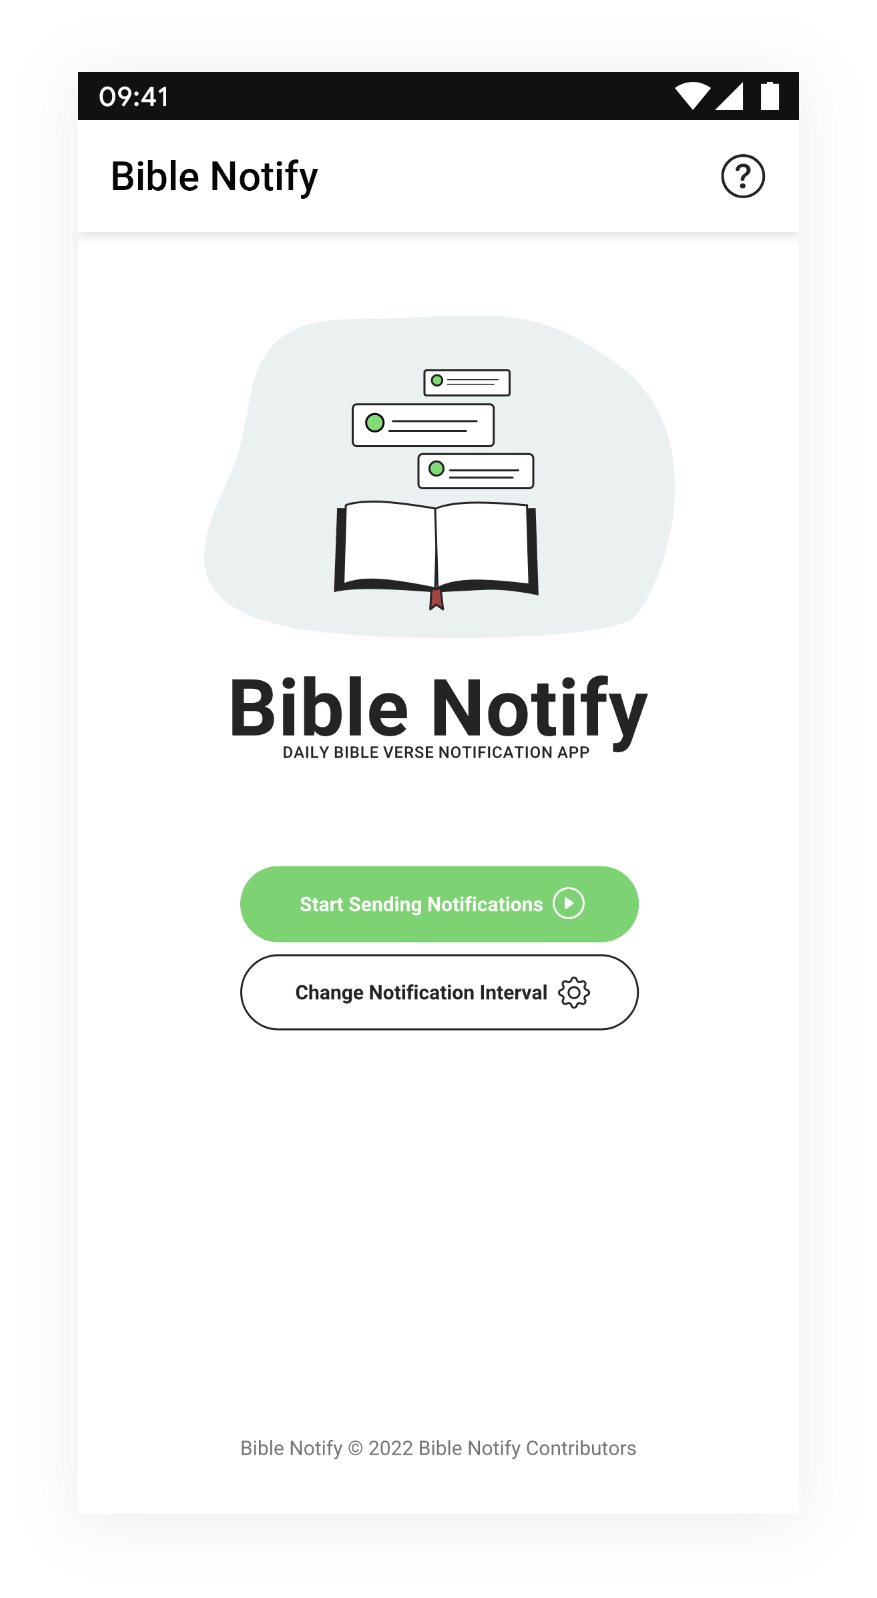 09:41
Bible Notify
?
Bible Notify
DAILY BIBLE VERSE NOTIFICATION APP
Start Sending Notifications
Change Notification Interval
Bible Notify © 2022 Bible Notify Contributors